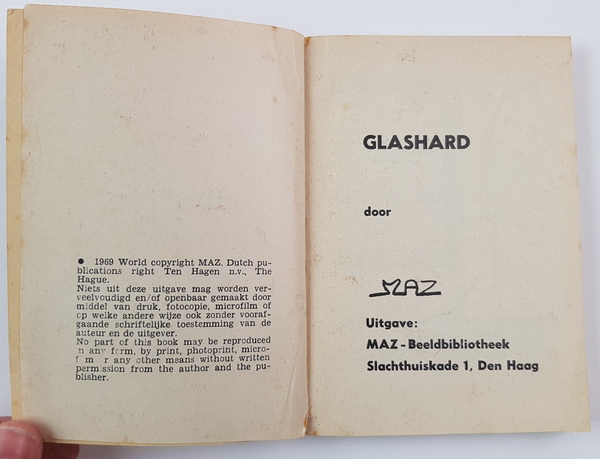 ● 1969 World copyright MAZ. Dutch pu-
blications right Ten Hagen n.v., The
Hague.
Niets uit deze uitgave mag worden ver-
veelvoudigd en/of openbaar gemaakt door
middel van druk, fotocopie, microfilm of
op welke andere wijze ook zonder vooraf-
gaande schriftelijke toestemming van de
auteur en de uitgever.
No part of this book may be reproduced
n any form, by print, photoprint, micro-
f m r any other means without written
permission from the author and the pu-
blisher.
GLASHARD
door
MAZ
Uitgave:
MAZ-Beeldbibliotheek
Slachthuiskade 1, Den Haag